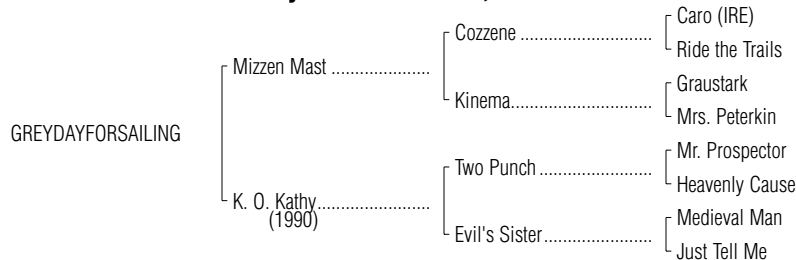 Caro (IRE)
Cozzene
Ride the Trails
Mizzen Mast
Graustark
Kinema
Mrs. Peterkin
GREYDAYFORSAILING
Mr. Prospector
Two Punch
Heavenly Cause
K. O. Kathy
(1990)
Medieval Man
Evil's Sister
Just Tell Me